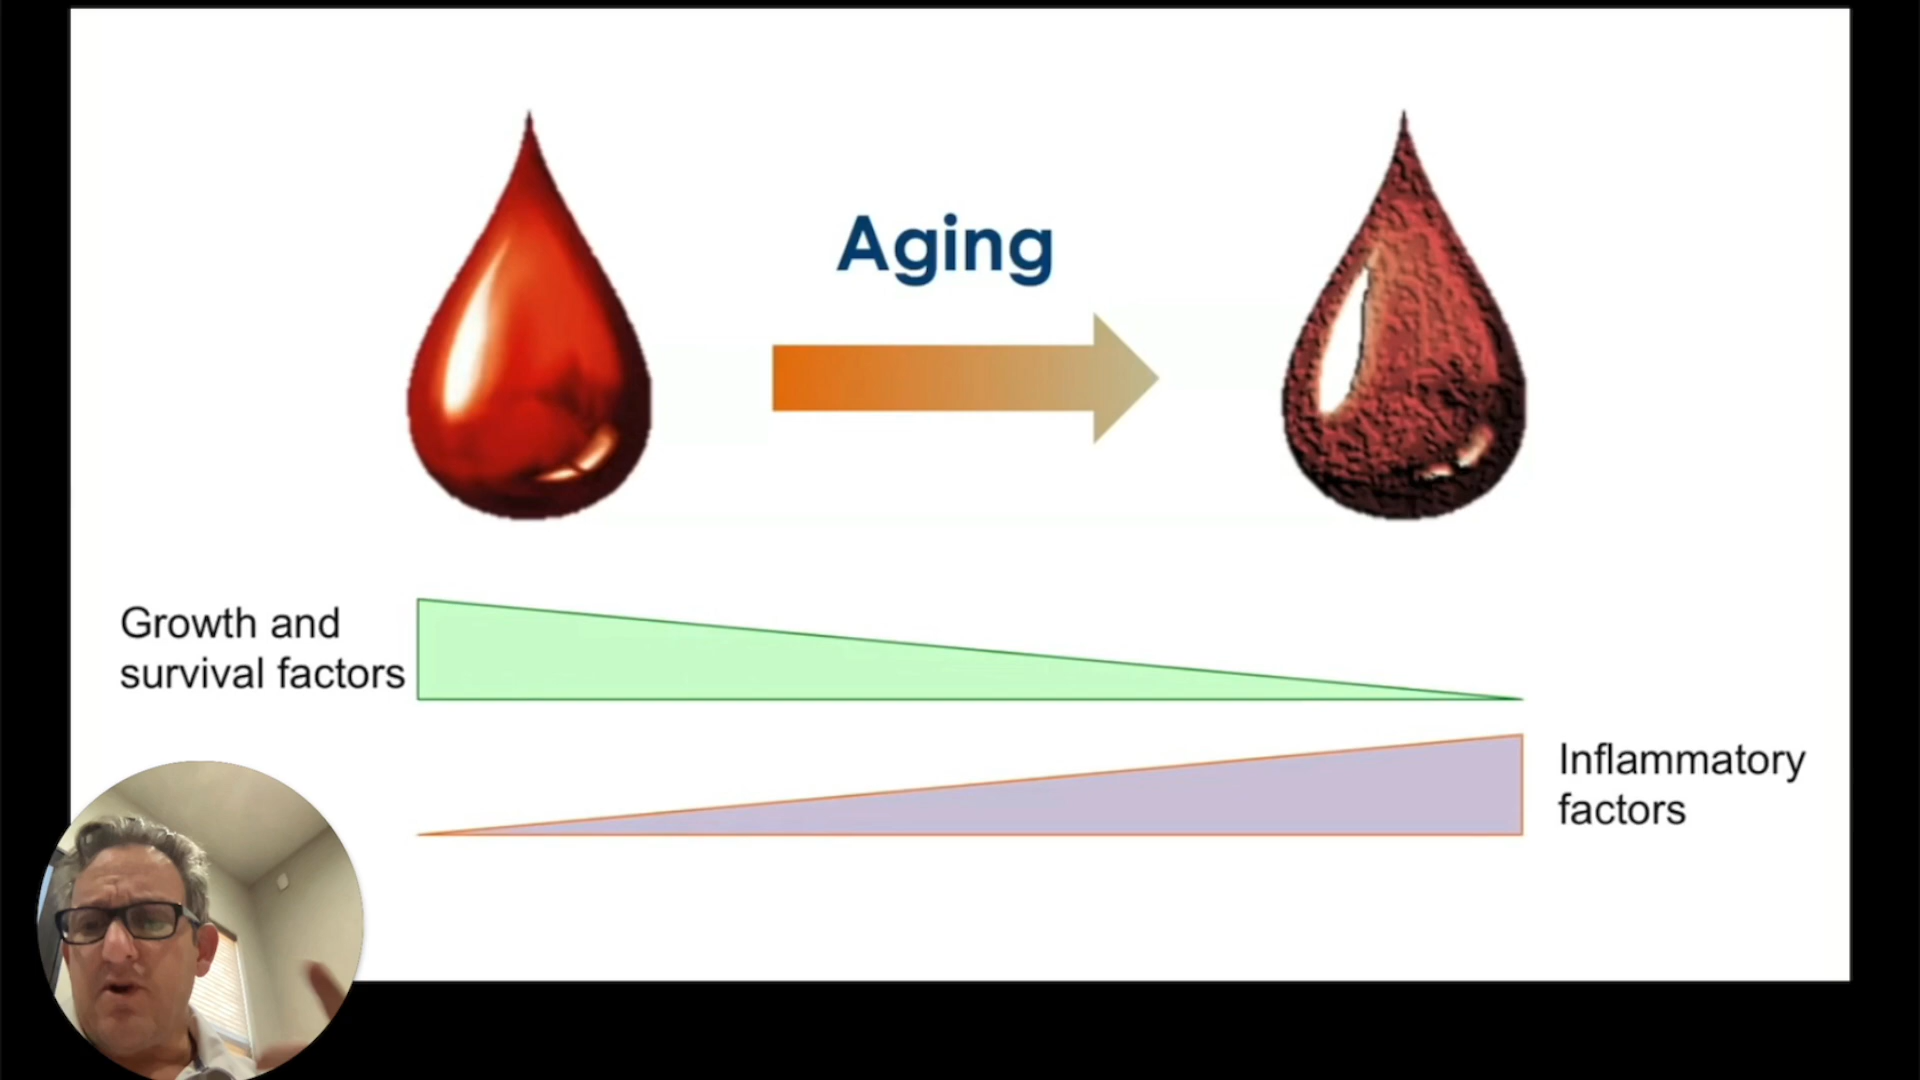 Aging
Growth and
survival factors
Inflammatory
factors